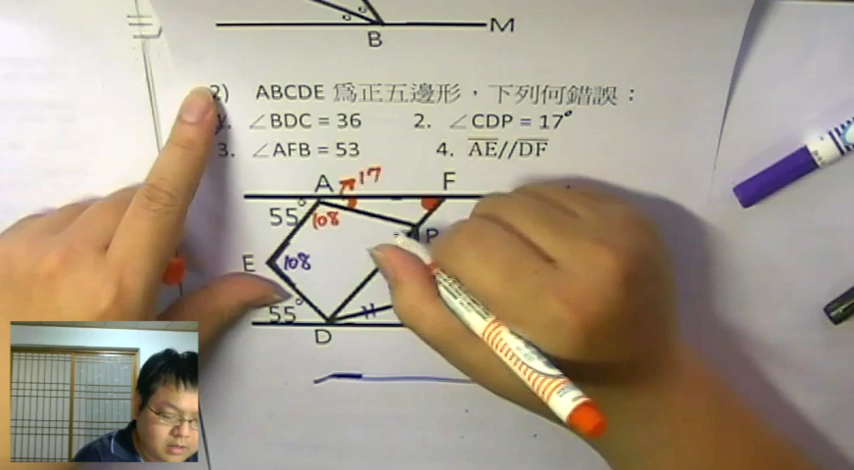 B M
2) ABCDE 為正五邊形，下列何錯誤：
1. ∠BDC = 36 2. ∠CDP = 17°
3. ∠AFB = 53 4. AE//DF
A 17 F
55° 108
E 108
55°
D